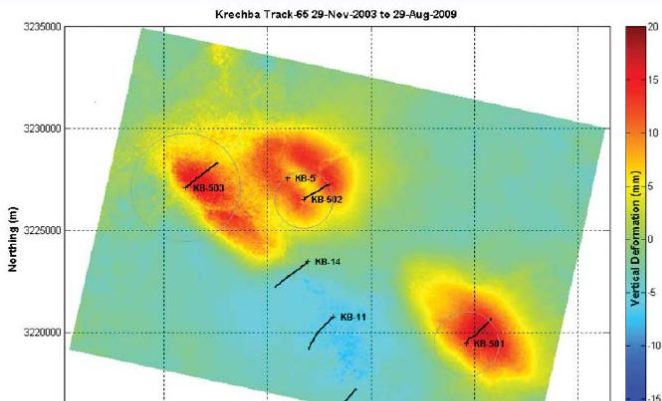 Krechba Track-65 29-Nov-2003 to 29-Aug-2009
3235000
3230000
3225000
3220000
Northing (m)
KB-503
KB-5
KB-502
KB-14
KB-11
KB-501
20
15
10
5
0
-5
-10
-15
Vertical Deformation (mm)